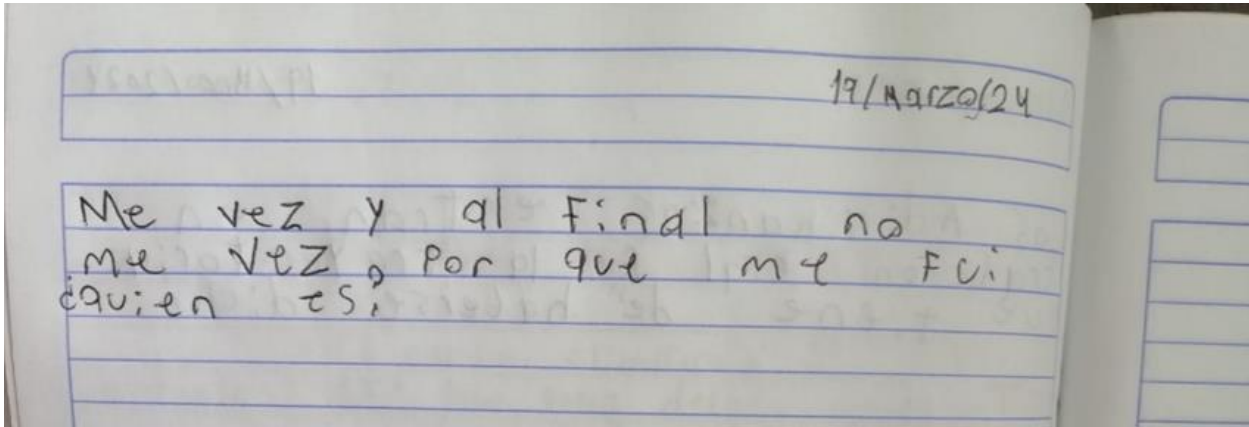 19/Marzo/24
Me vez y al Final no
me Vez, Por que me Fui
¿quien es?